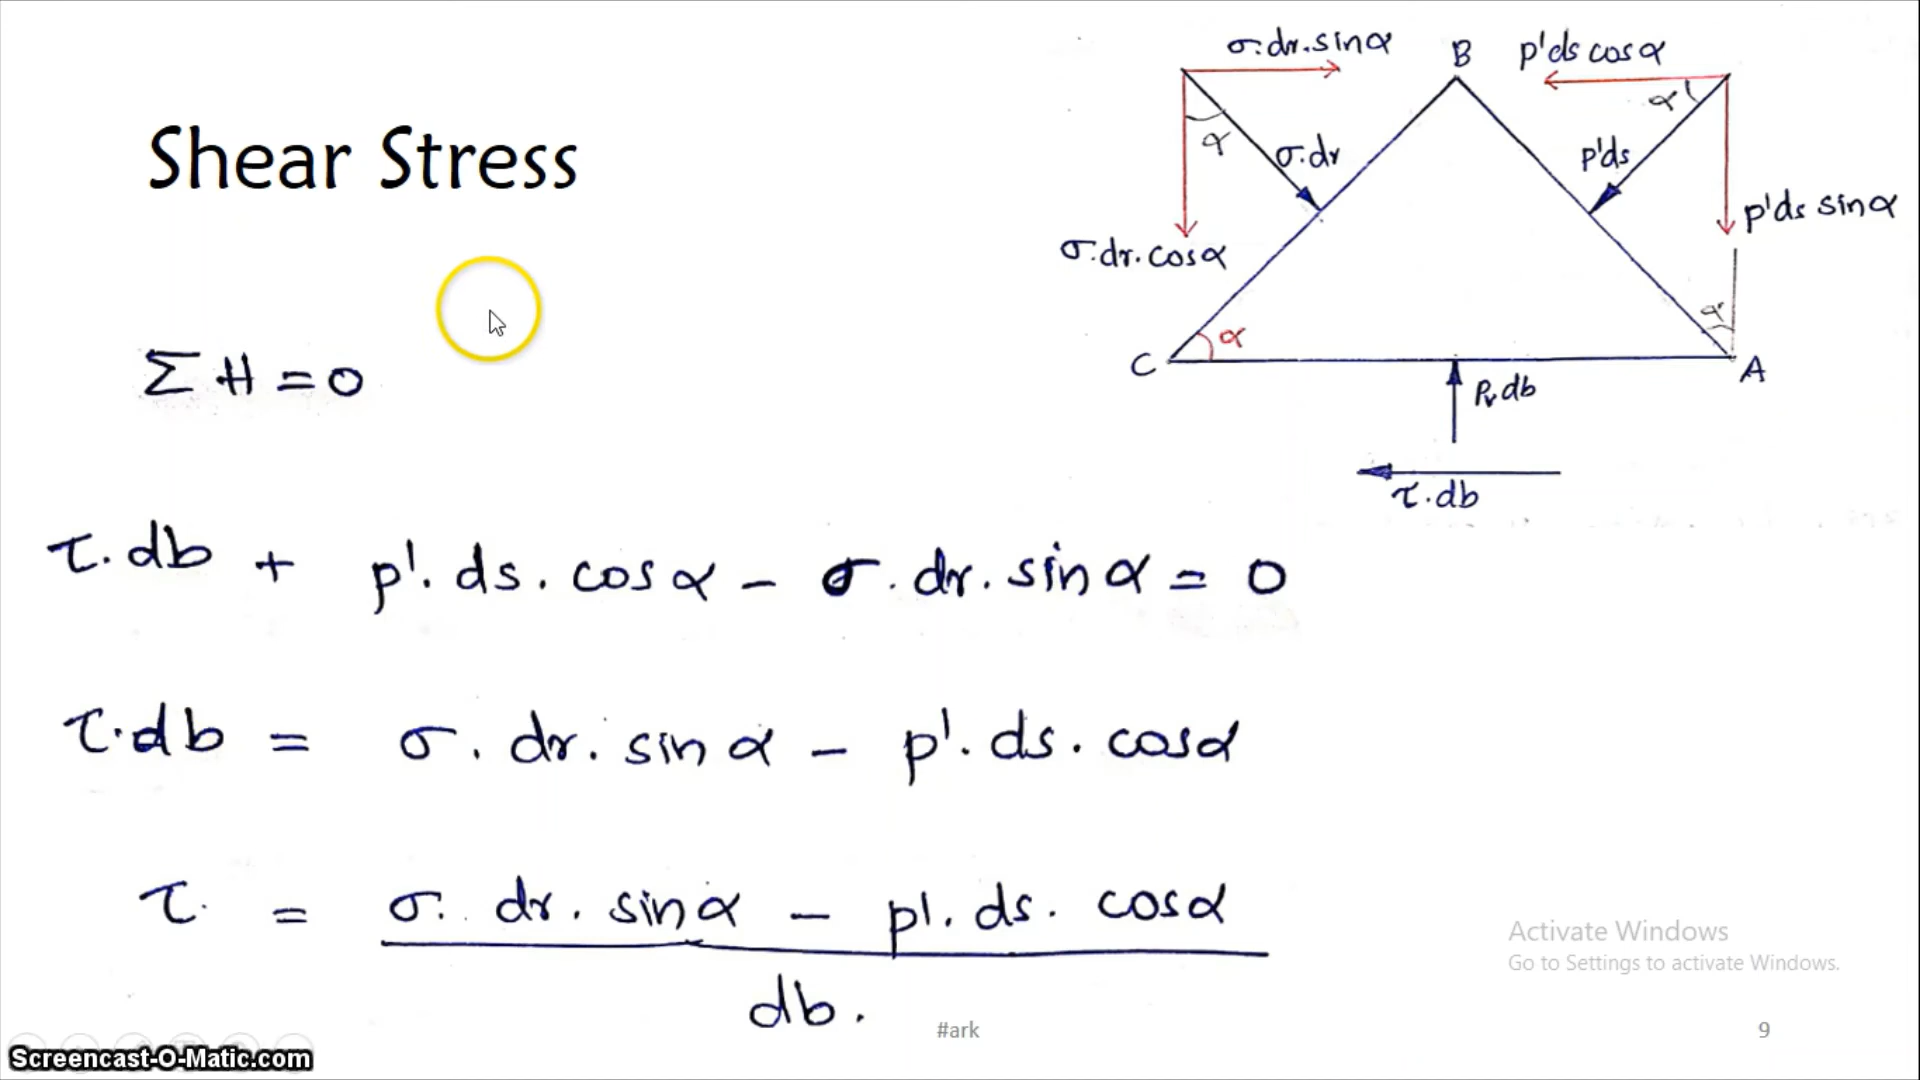 Shear Stress
σ.dr.sinα
B
p'ds cosα
α
α
σ.dr
p'ds
σ.dr.cosα
p'ds sinα
α
α
C
A
Pv db
τ.db
Σ H = 0
τ.db + p'.ds.cosα - σ.dr.sinα = 0
τ.db = σ.dr.sinα - p'.ds.cosα
τ. = σ.dr.sinα - p'.ds.cosα
db.
Activate Windows
Go to Settings to activate Windows.
#ark
9
Screencast-O-Matic.com